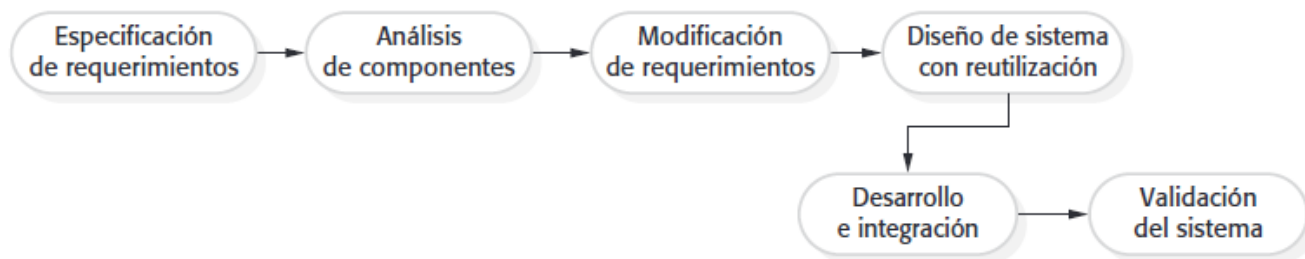 Especificación
de requerimientos
Análisis
de componentes
Modificación
de requerimientos
Diseño de sistema
con reutilización
Desarrollo
e integración
Validación
del sistema